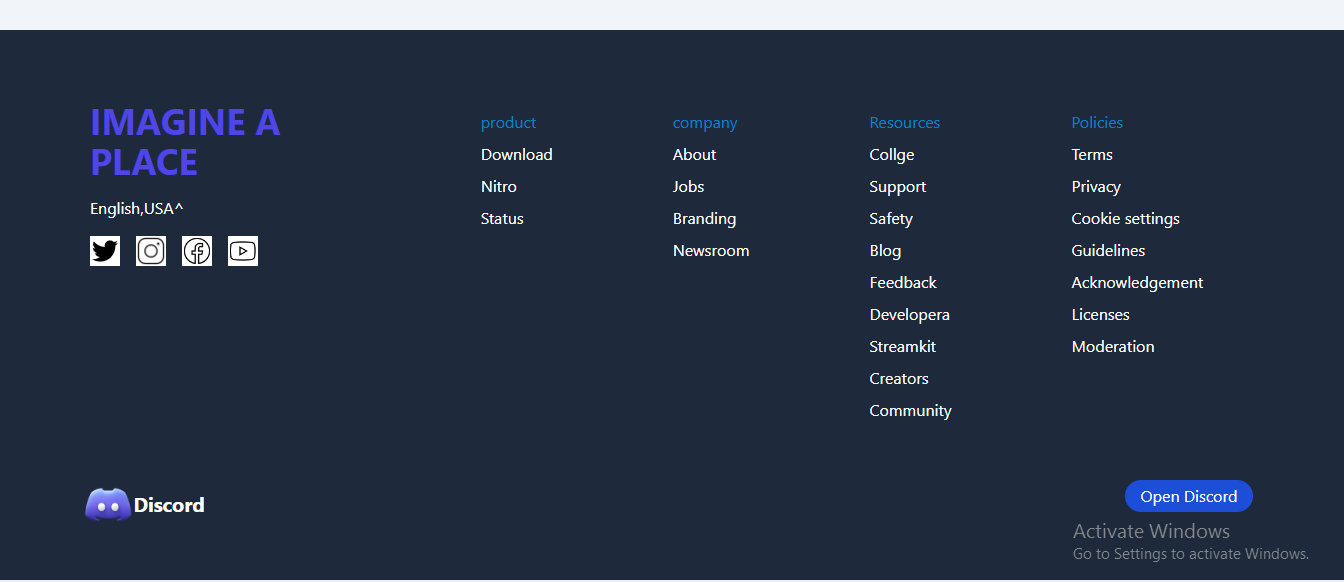 IMAGINE A
PLACE
English,USA^
product
Download
Nitro
Status
company
About
Jobs
Branding
Newsroom
Resources
Collge
Support
Safety
Blog
Feedback
Developera
Streamkit
Creators
Community
Policies
Terms
Privacy
Cookie settings
Guidelines
Acknowledgement
Licenses
Moderation
Discord
Open Discord
Activate Windows
Go to Settings to activate Windows.